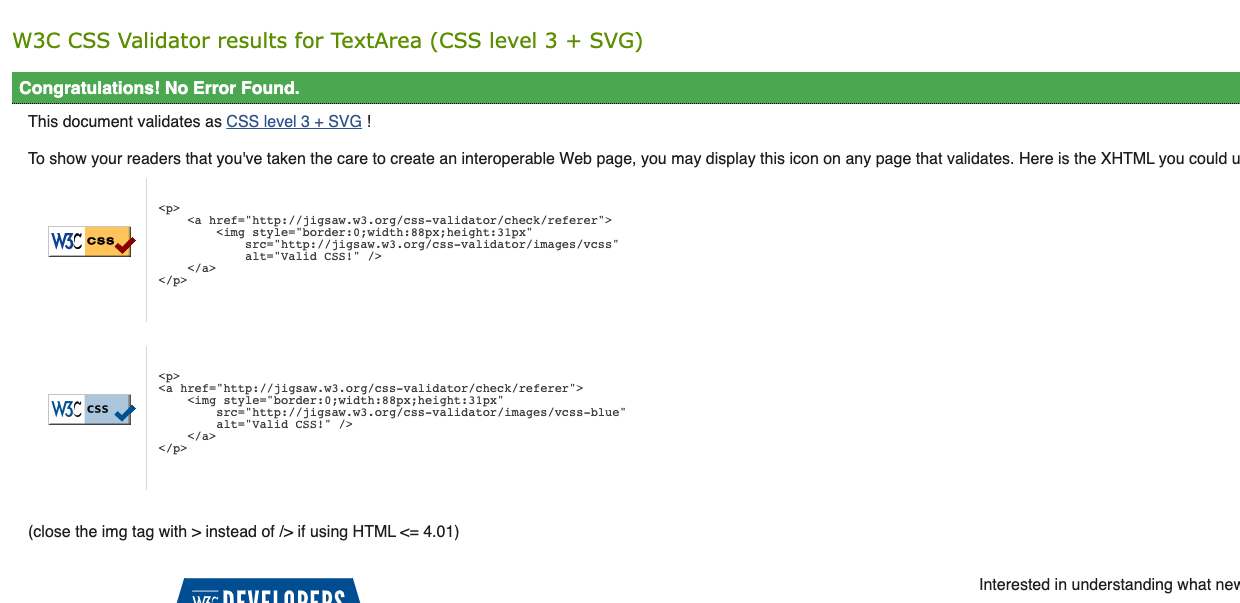 W3C CSS Validator results for TextArea (CSS level 3 + SVG)
Congratulations! No Error Found.
This document validates as CSS level 3 + SVG !
To show your readers that you've taken the care to create an interoperable Web page, you may display this icon on any page that validates. Here is the XHTML you could u
W3C css
<p>
<a href="http://jigsaw.w3.org/css-validator/check/referer">
<img style="border:0;width:88px;height:31px"
src="http://jigsaw.w3.org/css-validator/images/vcss"
alt="Valid CSS!" />
</a>
</p>
W3C css
<p>
<a href="http://jigsaw.w3.org/css-validator/check/referer">
<img style="border:0;width:88px;height:31px"
src="http://jigsaw.w3.org/css-validator/images/vcss-blue"
alt="Valid CSS!" />
</a>
</p>
(close the img tag with > instead of /> if using HTML <= 4.01)
W3C DEVELOPERS
Interested in understanding what new